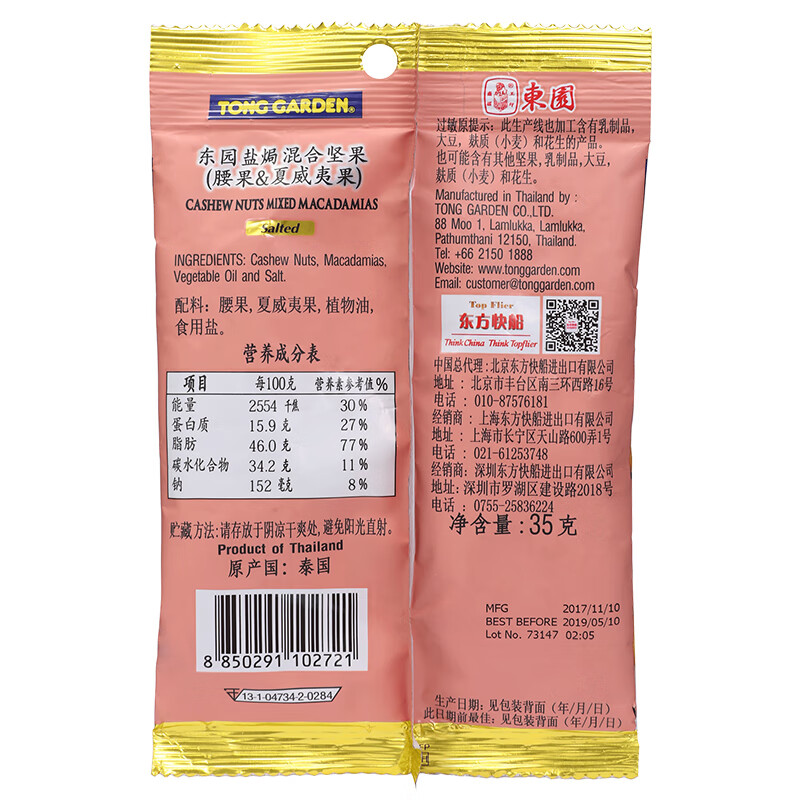 TONG GARDEN®
东园盐焗混合坚果
(腰果&夏威夷果)
CASHEW NUTS MIXED MACADAMIAS
Salted
INGREDIENTS: Cashew Nuts, Macadamias,
Vegetable Oil and Salt.
配料: 腰果, 夏威夷果, 植物油,
食用盐。
营养成分表
项目 每100克 营养素参考值%
能量 2554 千焦 30%
蛋白质 15.9 克 27%
脂肪 46.0 克 77%
碳水化合物 34.2 克 11%
钠 152 毫克 8%
贮藏方法:请存放于阴凉干爽处,避免阳光直射。
Product of Thailand
原产国: 泰国
8 850291 102721
13-1-04734-2-0284
東園
过敏原提示: 此生产线也加工含有乳制品,
大豆, 麸质 (小麦) 和花生的产品。
也可能含有其他坚果, 乳制品, 大豆,
麸质 (小麦) 和花生。
Manufactured in Thailand by :
TONG GARDEN CO.,LTD.
88 Moo 1, Lamlukka, Lamlukka,
Pathumthani 12150, Thailand.
Tel: +66 2150 1888
Website: www.tonggarden.com
Email: customer@tonggarden.com
Top Flier
东方快船
Think China Think Topflier
中国总代理: 北京东方快船进出口有限公司
地址 : 北京市丰台区南三环西路16号
电话 : 010-87576181
经销商 : 上海东方快船进出口有限公司
地址 : 上海市长宁区天山路600弄1号
电话 : 021-61253748
经销商: 深圳东方快船进出口有限公司
地址: 深圳市罗湖区建设路2018号
电话 : 0755-25836224
净含量: 35克
MFG 2017/11/10
BEST BEFORE 2019/05/10
Lot No. 73147 02:05
生产日期: 见包装背面 (年/月/日)
此日期前最佳: 见包装背面 (年/月/日)